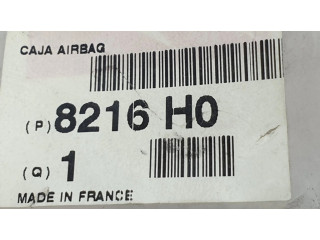 CAJA AIRBAG
(P) 8216 H0
(Q) 1
MADE IN FRANCE